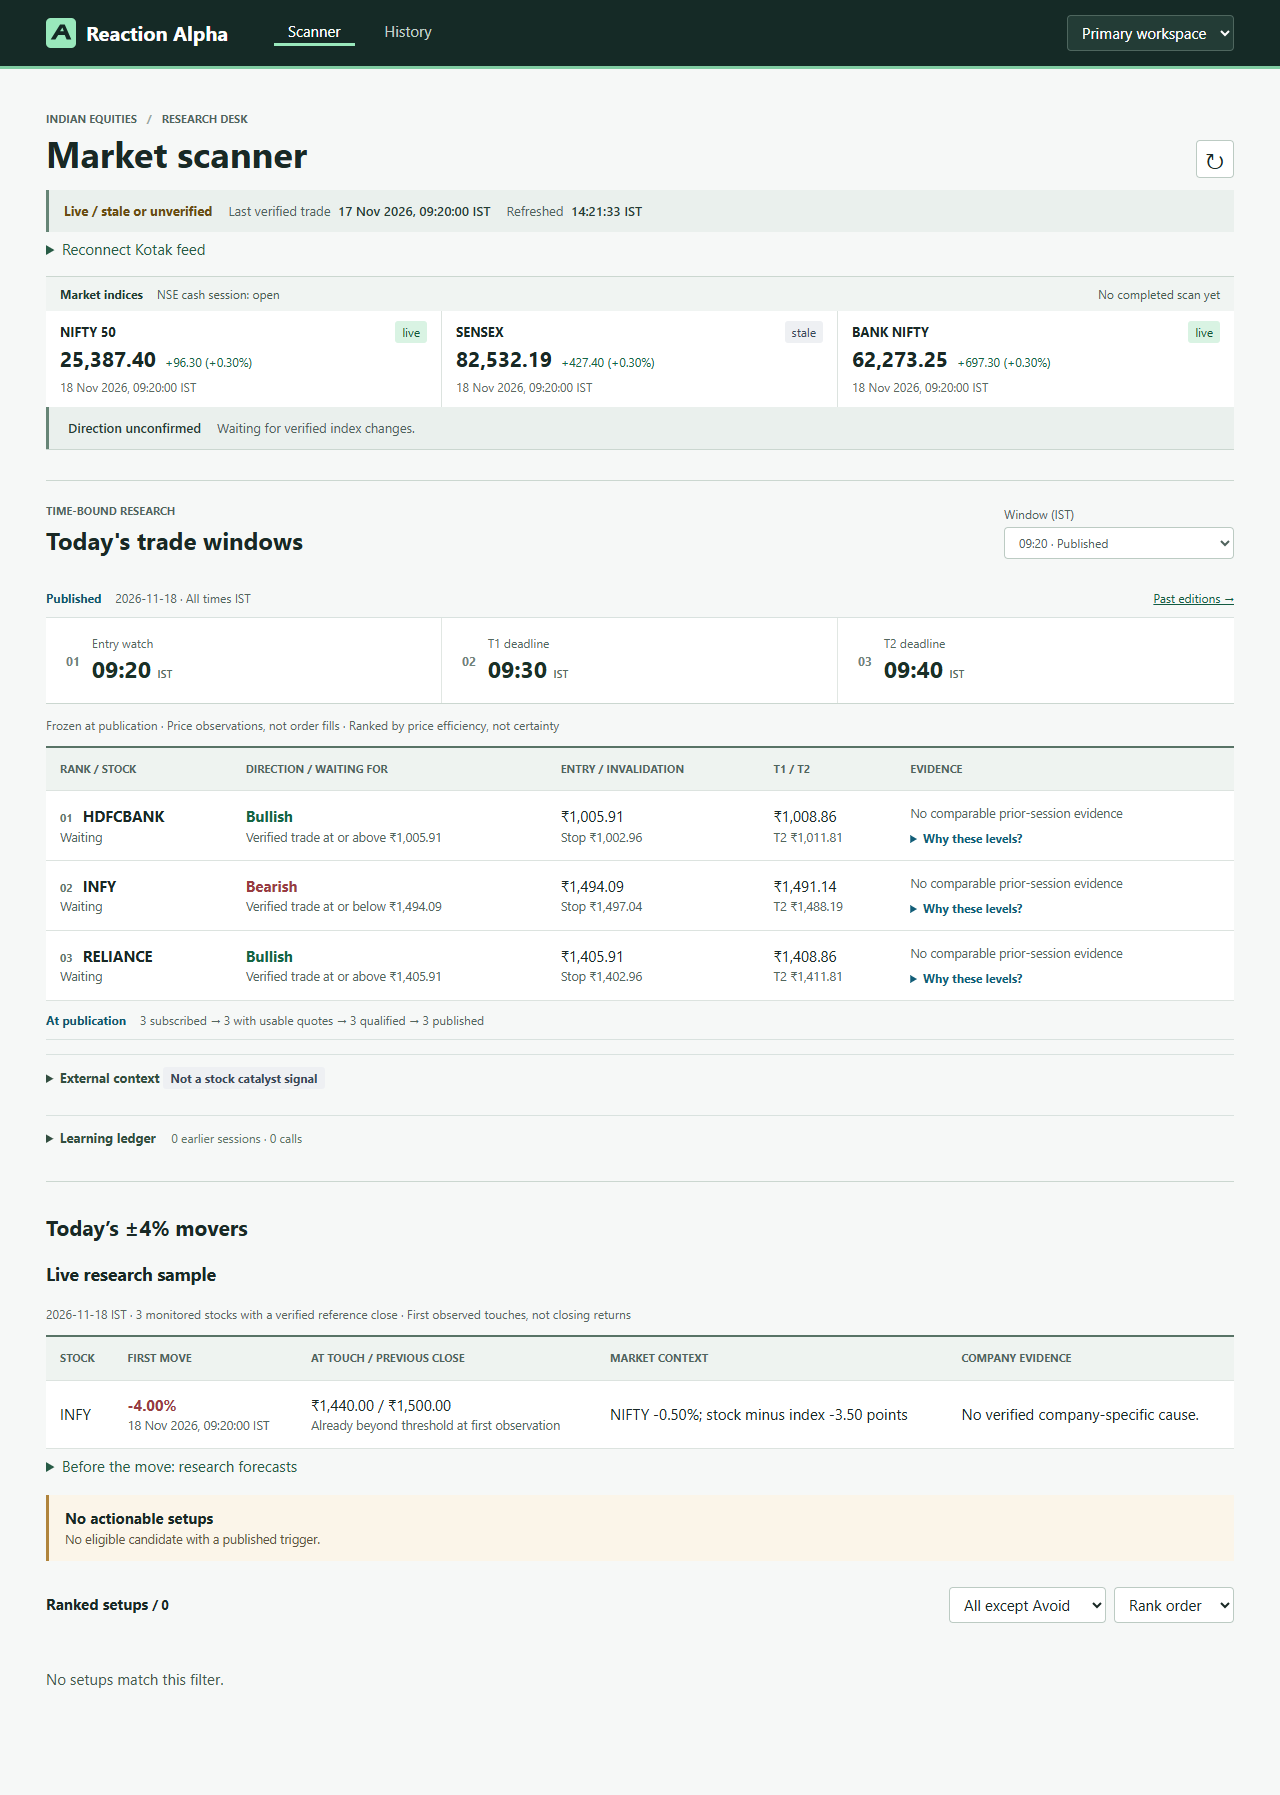 A Reaction Alpha Scanner History Primary workspace
INDIAN EQUITIES / RESEARCH DESK
Market scanner
Live / stale or unverified Last verified trade 17 Nov 2026, 09:20:00 IST Refreshed 14:21:33 IST
Reconnect Kotak feed
Market indices NSE cash session: open No completed scan yet
NIFTY 50 live
25,387.40 +96.30 (+0.30%)
18 Nov 2026, 09:20:00 IST
SENSEX stale
82,532.19 +427.40 (+0.30%)
18 Nov 2026, 09:20:00 IST
BANK NIFTY live
62,273.25 +697.30 (+0.30%)
18 Nov 2026, 09:20:00 IST
Direction unconfirmed Waiting for verified index changes.
TIME-BOUND RESEARCH
Today's trade windows
Window (IST)
09:20 · Published
Published 2026-11-18 · All times IST Past editions →
01 Entry watch
09:20 IST
02 T1 deadline
09:30 IST
03 T2 deadline
09:40 IST
Frozen at publication · Price observations, not order fills · Ranked by price efficiency, not certainty
RANK / STOCK DIRECTION / WAITING FOR ENTRY / INVALIDATION T1 / T2 EVIDENCE
01 HDFCBANK Bullish ₹1,005.91 ₹1,008.86 No comparable prior-session evidence
Waiting Verified trade at or above ₹1,005.91 Stop ₹1,002.96 T2 ₹1,011.81 Why these levels?
02 INFY Bearish ₹1,494.09 ₹1,491.14 No comparable prior-session evidence
Waiting Verified trade at or below ₹1,494.09 Stop ₹1,497.04 T2 ₹1,488.19 Why these levels?
03 RELIANCE Bullish ₹1,405.91 ₹1,408.86 No comparable prior-session evidence
Waiting Verified trade at or above ₹1,405.91 Stop ₹1,402.96 T2 ₹1,411.81 Why these levels?
At publication 3 subscribed → 3 with usable quotes → 3 qualified → 3 published
External context Not a stock catalyst signal
Learning ledger 0 earlier sessions · 0 calls
Today’s ±4% movers
Live research sample
2026-11-18 IST · 3 monitored stocks with a verified reference close · First observed touches, not closing returns
STOCK FIRST MOVE AT TOUCH / PREVIOUS CLOSE MARKET CONTEXT COMPANY EVIDENCE
INFY -4.00% ₹1,440.00 / ₹1,500.00 NIFTY -0.50%; stock minus index -3.50 points No verified company-specific cause.
18 Nov 2026, 09:20:00 IST Already beyond threshold at first observation
Before the move: research forecasts
No actionable setups
No eligible candidate with a published trigger.
Ranked setups / 0 All except Avoid Rank order
No setups match this filter.